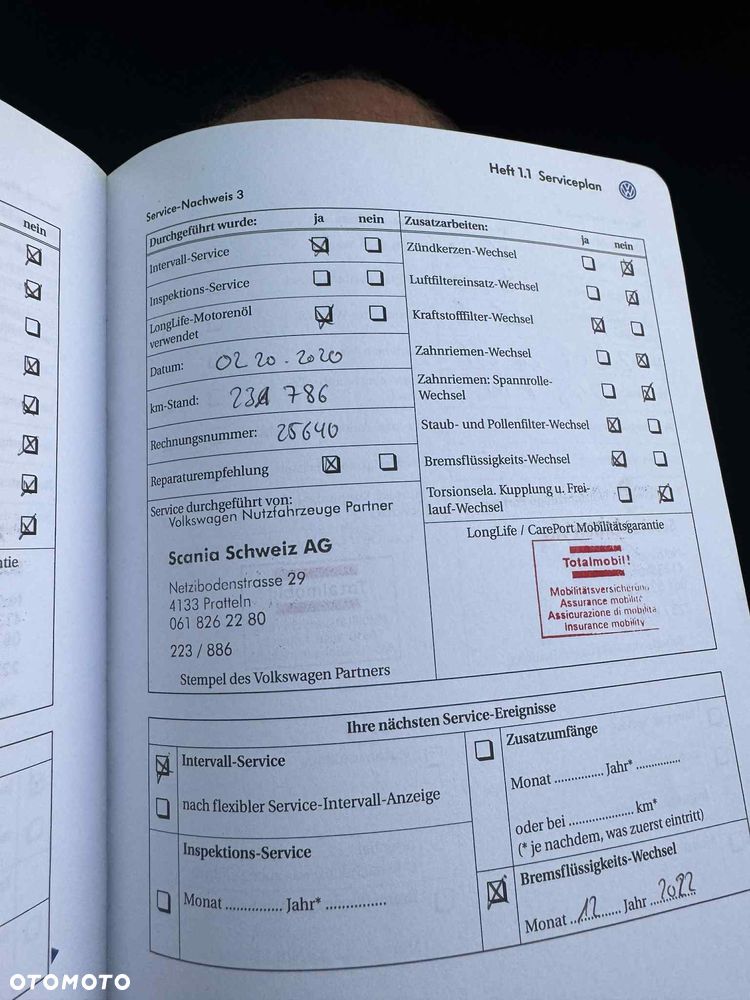 nein
tie
Heft 1.1 Serviceplan
Service-Nachweis 3
Durchgeführt wurde: ja nein
Intervall-Service
Inspektions-Service
LongLife-Motorenöl
verwendet
Datum: 02 20.2020
km-Stand: 231 786
Rechnungsnummer: 25640
Reparaturempfehlung
Service durchgeführt von:
Volkswagen Nutzfahrzeuge Partner
Scania Schweiz AG
Netzibodenstrasse 29
4133 Pratteln
061 826 22 80
223 / 886
Stempel des Volkswagen Partners
Zusatzarbeiten: ja nein
Zündkerzen-Wechsel
Luftfiltereinsatz-Wechsel
Kraftstofffilter-Wechsel
Zahnriemen-Wechsel
Zahnriemen: Spannrolle-
Wechsel
Staub- und Pollenfilter-Wechsel
Bremsflüssigkeits-Wechsel
Torsionsela. Kupplung u. Frei-
lauf-Wechsel
LongLife / CarePort Mobilitätsgarantie
Totalmobil!
Mobilitätsversicherung
Assurance mobilité
Assicurazione di mobilità
Insurance mobility
Ihre nächsten Service-Ereignisse
Intervall-Service
nach flexibler Service-Intervall-Anzeige
Inspektions-Service
Monat .............. Jahr* ...............
Zusatzumfänge
Monat ............. Jahr* ............
oder bei ................... km*
(* je nachdem, was zuerst eintritt)
Bremsflüssigkeits-Wechsel
Monat 12 Jahr 2022
OTOMOTO